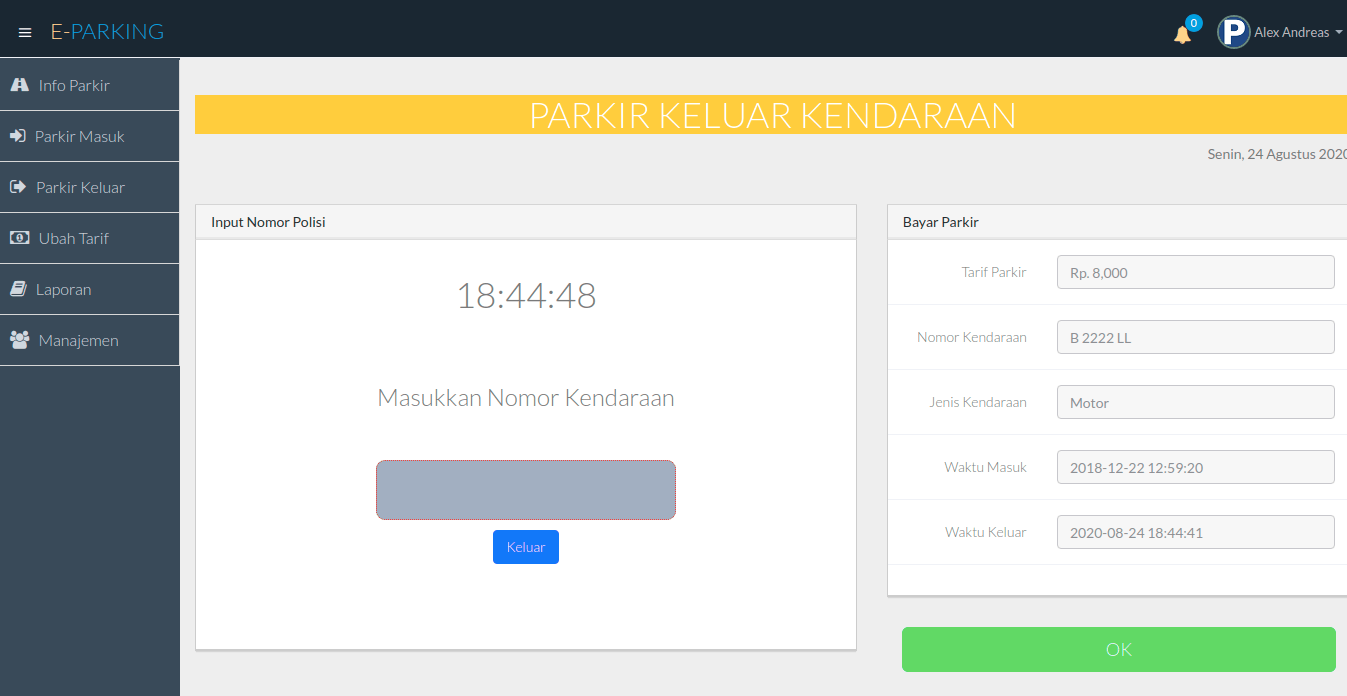 E-PARKING
0
Alex Andreas
Info Parkir
Parkir Masuk
Parkir Keluar
Ubah Tarif
Laporan
Manajemen
PARKIR KELUAR KENDARAAN
Senin, 24 Agustus 2020
Input Nomor Polisi
18:44:48
Masukkan Nomor Kendaraan
Keluar
Bayar Parkir
Tarif Parkir Rp. 8,000
Nomor Kendaraan B 2222 LL
Jenis Kendaraan Motor
Waktu Masuk 2018-12-22 12:59:20
Waktu Keluar 2020-08-24 18:44:41
OK